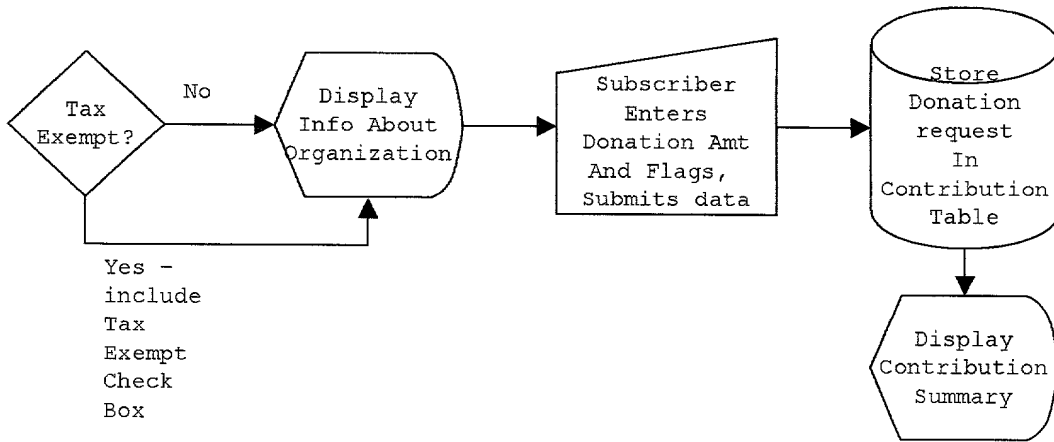 Tax
Exempt?
No
Display
Info About
Organization
Subscriber
Enters
Donation Amt
And Flags,
Submits data
Store
Donation
request
In
Contribution
Table
Yes –
include
Tax
Exempt
Check
Box
Display
Contribution
Summary